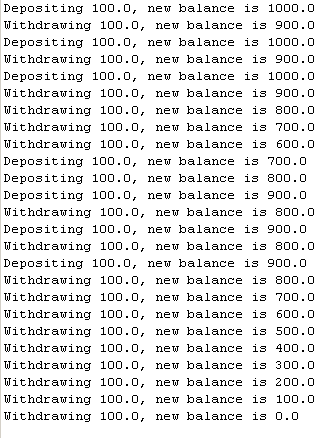 Depositing 100.0, new balance is 1000.0
Withdrawing 100.0, new balance is 900.0
Depositing 100.0, new balance is 1000.0
Withdrawing 100.0, new balance is 900.0
Depositing 100.0, new balance is 1000.0
Withdrawing 100.0, new balance is 900.0
Withdrawing 100.0, new balance is 800.0
Withdrawing 100.0, new balance is 700.0
Withdrawing 100.0, new balance is 600.0
Depositing 100.0, new balance is 700.0
Depositing 100.0, new balance is 800.0
Depositing 100.0, new balance is 900.0
Withdrawing 100.0, new balance is 800.0
Depositing 100.0, new balance is 900.0
Withdrawing 100.0, new balance is 800.0
Depositing 100.0, new balance is 900.0
Withdrawing 100.0, new balance is 800.0
Withdrawing 100.0, new balance is 700.0
Withdrawing 100.0, new balance is 600.0
Withdrawing 100.0, new balance is 500.0
Withdrawing 100.0, new balance is 400.0
Withdrawing 100.0, new balance is 300.0
Withdrawing 100.0, new balance is 200.0
Withdrawing 100.0, new balance is 100.0
Withdrawing 100.0, new balance is 0.0